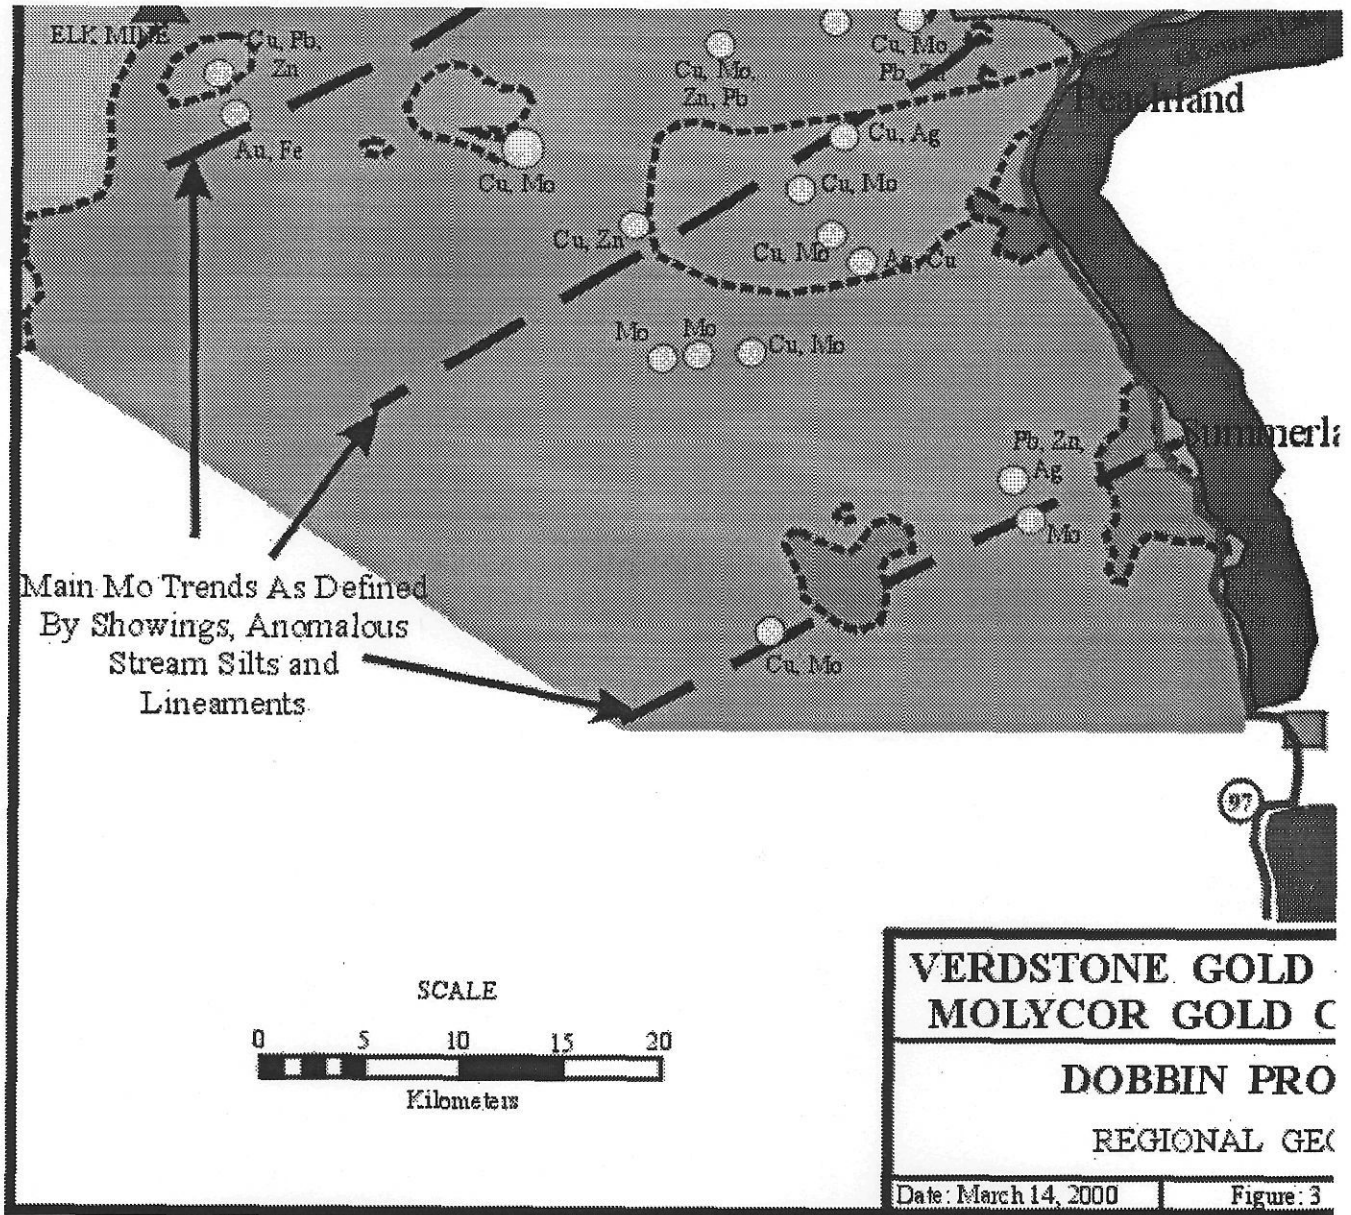 ELK MINE
Cu, Pb,
Zn
Au, Fe
Cu, Mo
Cu, Mo,
Zn, Pb
Cu, Mo
Pb, Zn
Peachland
Cu, Ag
Cu, Mo
Cu, Zn
Cu, Mo
Cu
Mo
Mo
Cu, Mo
Summerla
Pb, Zn,
Ag
Mo
Cu, Mo
Main Mo Trends As Defined
By Showings, Anomalous
Stream Silts and
Lineaments
97
SCALE
0 5 10 15 20
Kilometers
VERDSTONE GOLD
MOLYCOR GOLD C
DOBBIN PRO
REGIONAL GEO
Date: March 14, 2000
Figure: 3